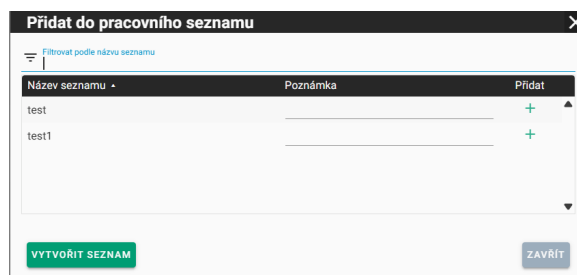 Přidat do pracovního seznamu
Filtrovat podle názvu seznamu
Název seznamu Poznámka Přidat
test +
test1 +
VYTVOŘIT SEZNAM ZAVŘÍT